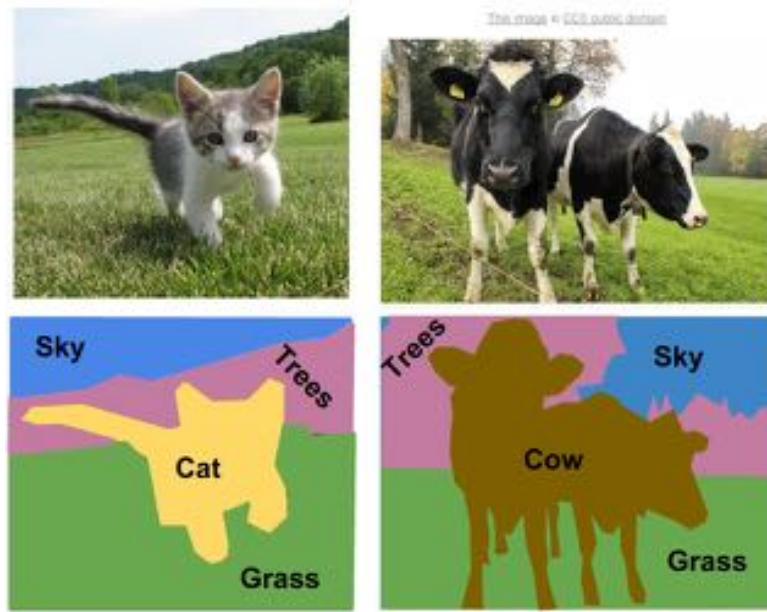 This image is CC0 public domain
Sky
Trees
Cat
Grass
Trees
Sky
Cow
Grass